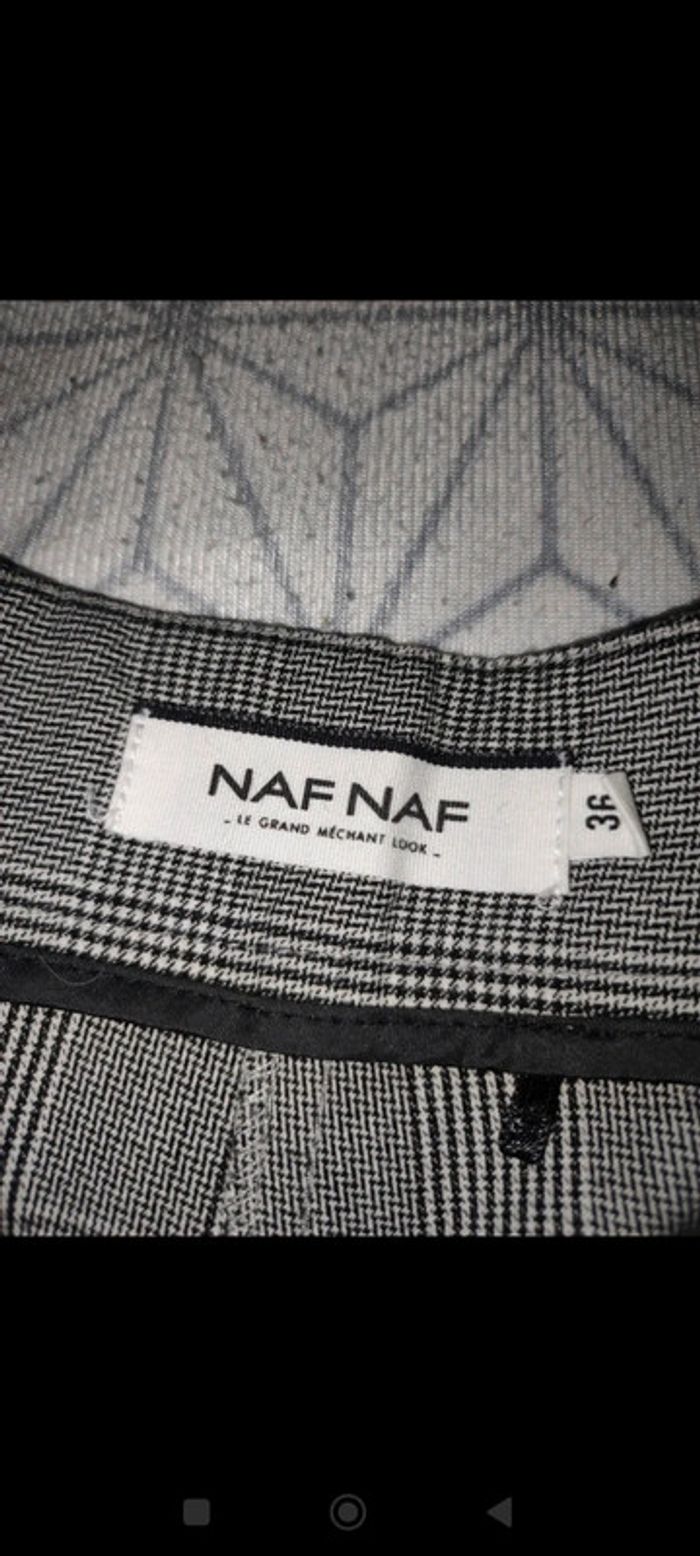 NAF NAF
- LE GRAND MÉCHANT LOOK -
36